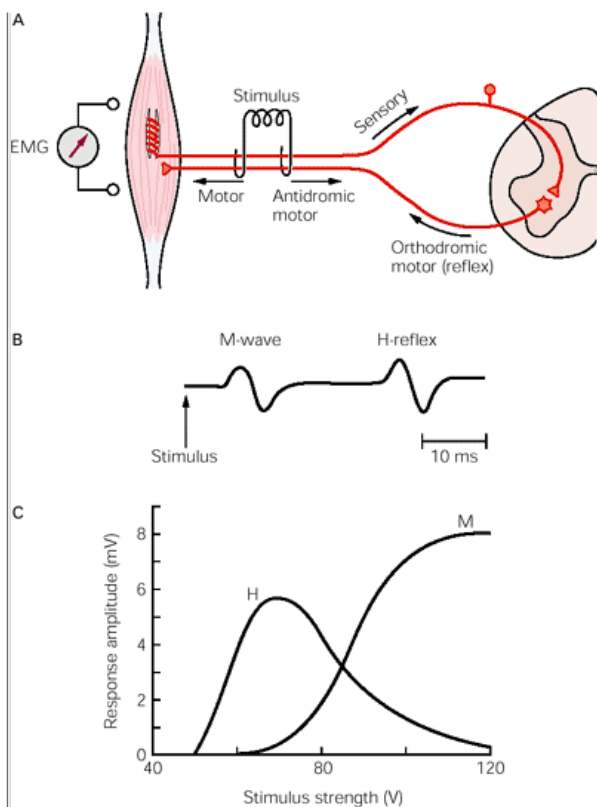 A
Stimulus
Sensory
EMG
Motor
Antidromic
motor
Orthodromic
motor (reflex)
B
M-wave
H-reflex
Stimulus
10 ms
C
Response amplitude (mV)
8
6
4
2
0
H
M
40
60
80
120
Stimulus strength (V)